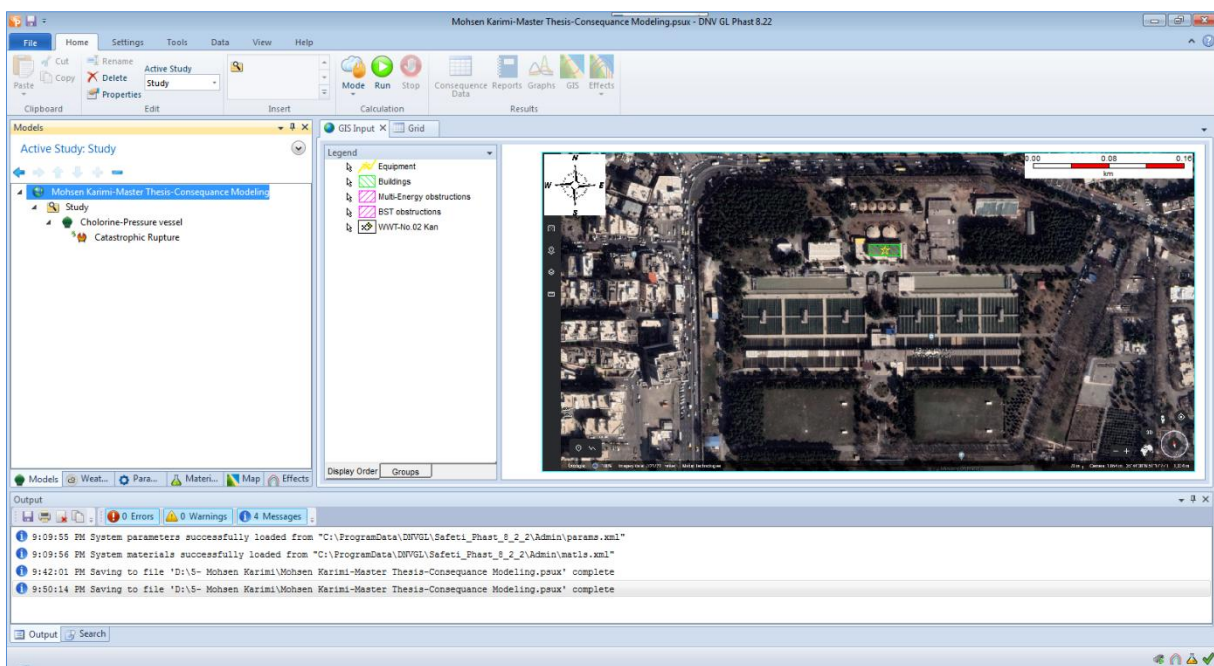 Mohsen Karimi-Master Thesis-Consequance Modeling.psux - DNV GL Phast 8.22
File Home Settings Tools Data View Help
Cut Rename Active Study
Paste Copy Delete Study
Properties
Mode Run Stop Consequence Data Reports Graphs GIS Effects
Clipboard Edit Insert Calculation Results
Models
GIS Input Grid
Active Study: Study
Mohsen Karimi-Master Thesis-Consequance Modeling
Study
Cholorine-Pressure vessel
Catastrophic Rupture
Legend
Equipment
Buildings
Multi-Energy obstructions
BST obstructions
WWT-No.02 Kan
N
W E
S
0.00 0.08 0.16
km
Display Order Groups
Models Weat... Para... Materi... Map Effects
Output
0 Errors 0 Warnings 4 Messages
9:09:55 PM System parameters successfully loaded from "C:\ProgramData\DNVGL\Safeti_Phast_8_2_2\Admin\params.xml"
9:09:56 PM System materials successfully loaded from "C:\ProgramData\DNVGL\Safeti_Phast_8_2_2\Admin\matls.xml"
9:42:01 PM Saving to file 'D:\5- Mohsen Karimi\Mohsen Karimi-Master Thesis-Consequance Modeling.psux' complete
9:50:14 PM Saving to file 'D:\5- Mohsen Karimi\Mohsen Karimi-Master Thesis-Consequance Modeling.psux' complete
Output Search